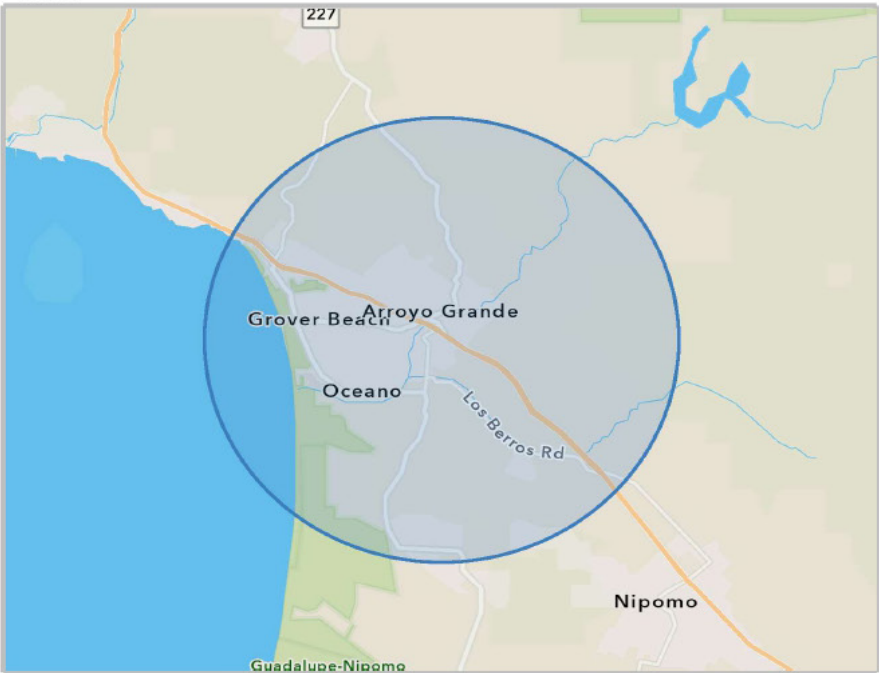 227
Arroyo Grande
Grover Beach
Oceano
Los Berros Rd
Nipomo
Guadalupe-Nipomo